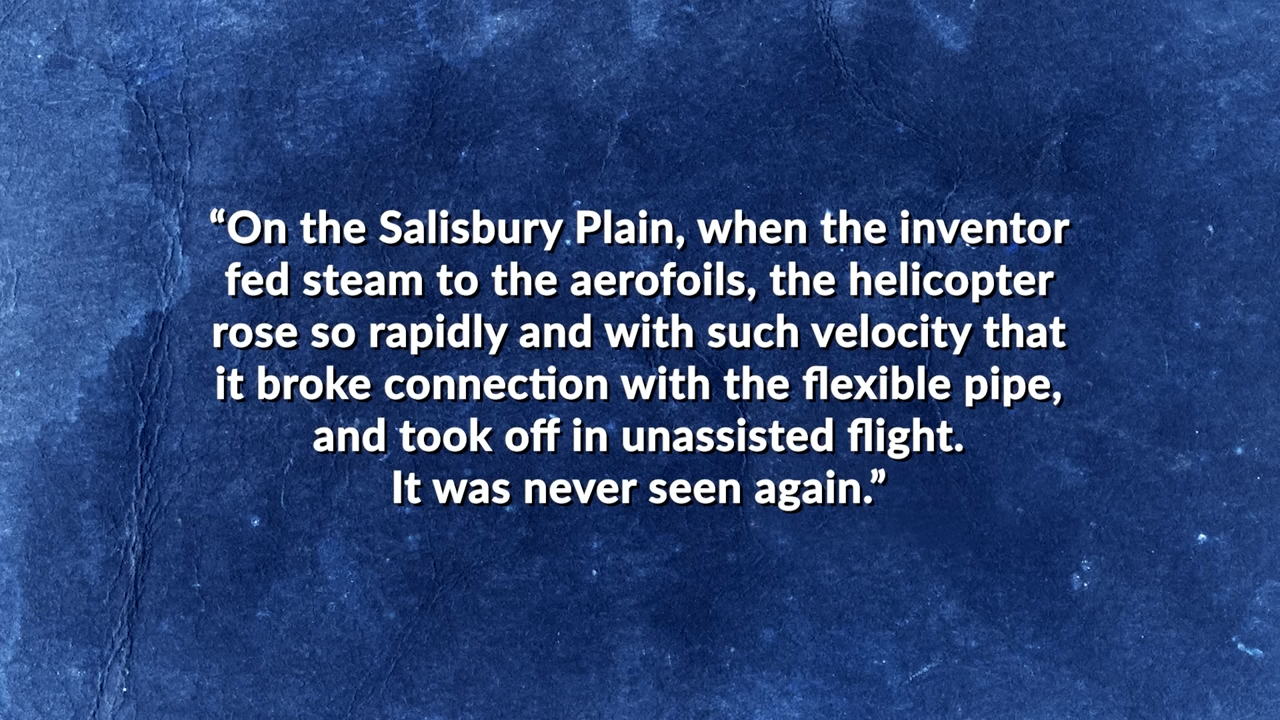 “On the Salisbury Plain, when the inventor
fed steam to the aerofoils, the helicopter
rose so rapidly and with such velocity that
it broke connection with the flexible pipe,
and took off in unassisted flight.
It was never seen again.”